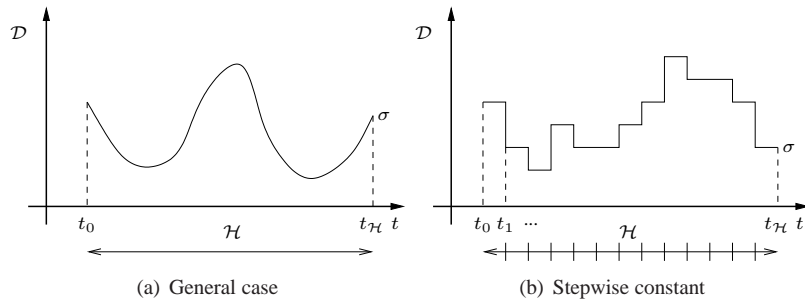 𝒟
σ
t₀
t_ℋ t
ℋ
(a) General case
𝒟
σ
t₀ t₁ ...
t_ℋ t
ℋ
(b) Stepwise constant